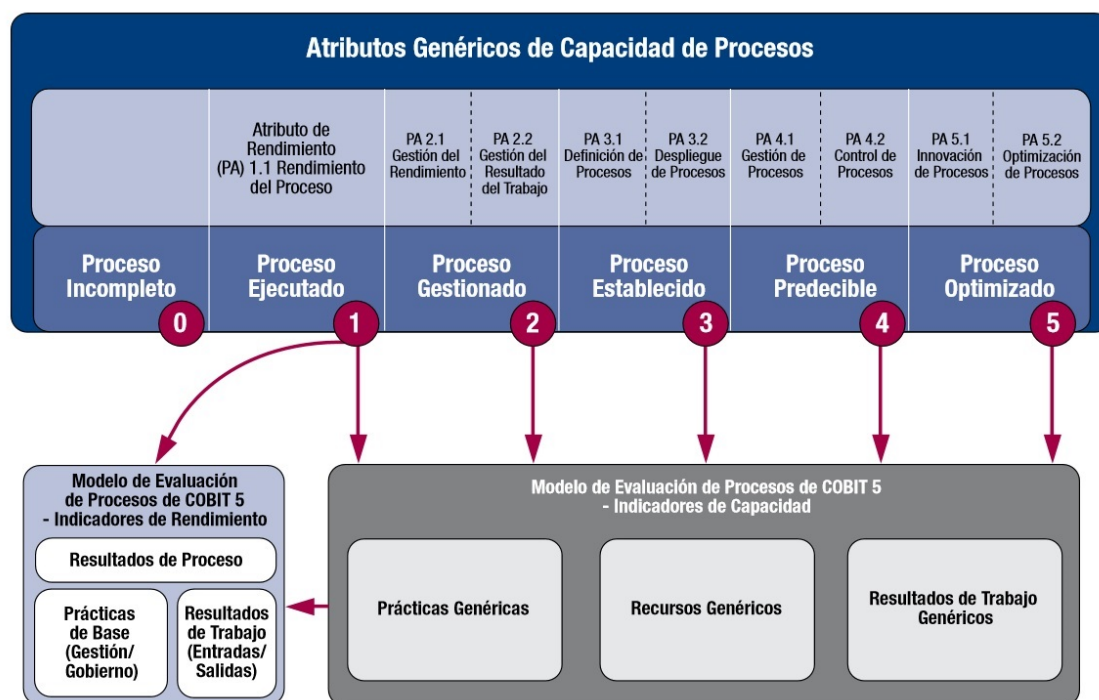 Atributos Genéricos de Capacidad de Procesos
Atributo de
Rendimiento
(PA) 1.1 Rendimiento
del Proceso
PA 2.1
Gestión del
Rendimiento
PA 2.2
Gestión del
Resultado
del Trabajo
PA 3.1
Definición de
Procesos
PA 3.2
Despliegue
de Procesos
PA 4.1
Gestión de
Procesos
PA 4.2
Control de
Procesos
PA 5.1
Innovación
de Procesos
PA 5.2
Optimización
de Procesos
Proceso
Incompleto
0
Proceso
Ejecutado
1
Proceso
Gestionado
2
Proceso
Establecido
3
Proceso
Predecible
4
Proceso
Optimizado
5
Modelo de Evaluación
de Procesos de COBIT 5
- Indicadores de Rendimiento
Resultados de Proceso
Prácticas
de Base
(Gestión/
Gobierno)
Resultados
de Trabajo
(Entradas/
Salidas)
Modelo de Evaluación de Procesos de COBIT 5
- Indicadores de Capacidad
Prácticas Genéricas
Recursos Genéricos
Resultados de Trabajo
Genéricos